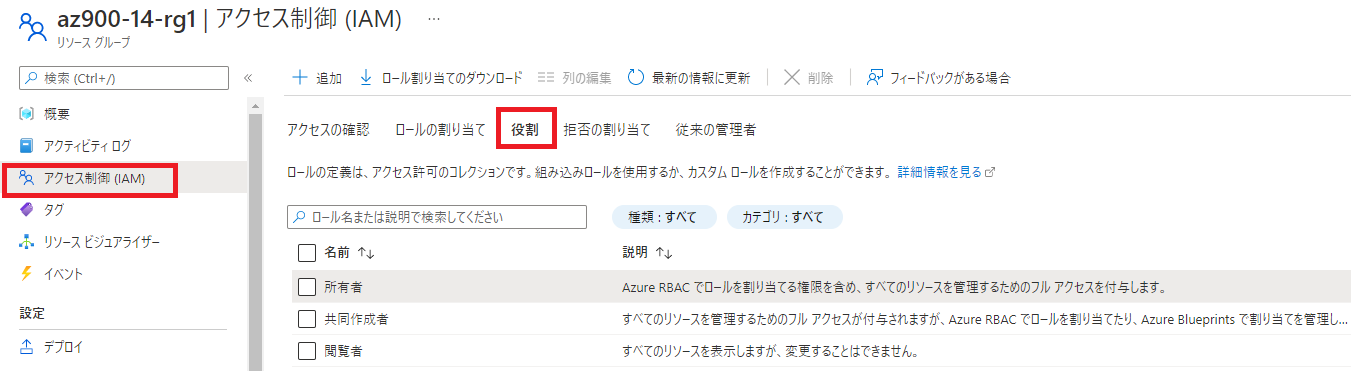 az900-14-rg1 | アクセス制御 (IAM) …
リソース グループ
検索 (Ctrl+/) «
追加 ロール割り当てのダウンロード 列の編集 最新の情報に更新 削除 フィードバックがある場合
概要
アクティビティ ログ
アクセス制御 (IAM)
タグ
リソース ビジュアライザー
イベント
設定
デプロイ
アクセスの確認 ロールの割り当て 役割 拒否の割り当て 従来の管理者
ロールの定義は、アクセス許可のコレクションです。組み込みロールを使用するか、カスタム ロールを作成することができます。 詳細情報を見る
ロール名または説明で検索してください 種類 : すべて カテゴリ : すべて
名前 ↑↓ 説明 ↑↓
所有者 Azure RBAC でロールを割り当てる権限を含め、すべてのリソースを管理するためのフル アクセスを付与します。
共同作成者 すべてのリソースを管理するためのフル アクセスが付与されますが、Azure RBAC でロールを割り当てたり、Azure Blueprints で割り当てを管理し...
閲覧者 すべてのリソースを表示しますが、変更することはできません。